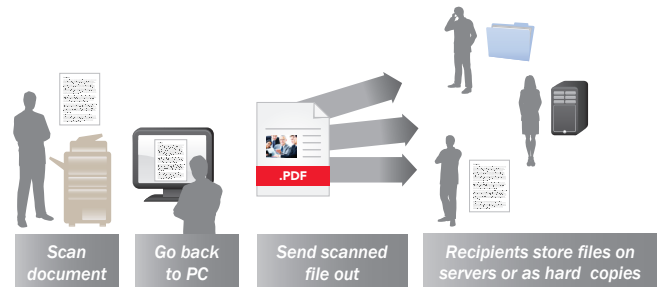 .PDF
Scan
document
Go back
to PC
Send scanned
file out
Recipients store files on
servers or as hard copies